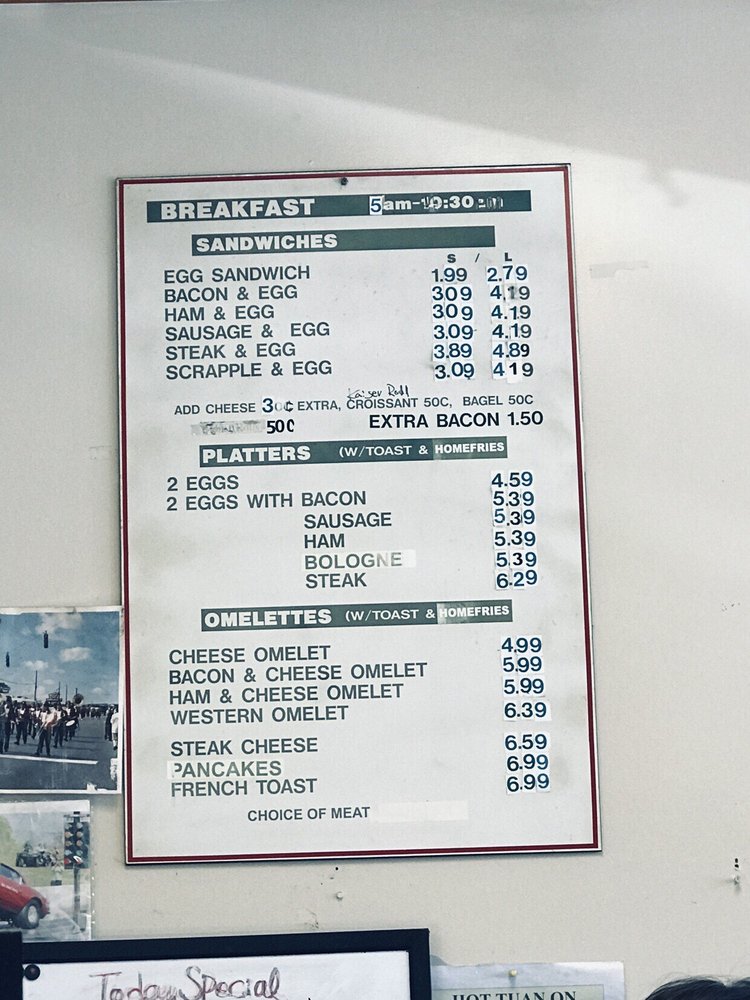 BREAKFAST 5am-10:30am
SANDWICHES
S / L
EGG SANDWICH 1.99 2.79
BACON & EGG 3.09 4.19
HAM & EGG 3.09 4.19
SAUSAGE & EGG 3.09 4.19
STEAK & EGG 3.89 4.89
SCRAPPLE & EGG 3.09 4.19
Kaiser Roll
ADD CHEESE 30¢ EXTRA, CROISSANT 50C, BAGEL 50C
50C EXTRA BACON 1.50
PLATTERS (W/TOAST & HOMEFRIES
2 EGGS 4.59
2 EGGS WITH BACON 5.39
SAUSAGE 5.39
HAM 5.39
BOLOGNE 5.39
STEAK 6.29
OMELETTES (W/TOAST & HOMEFRIES
CHEESE OMELET 4.99
BACON & CHEESE OMELET 5.99
HAM & CHEESE OMELET 5.99
WESTERN OMELET 6.39
STEAK CHEESE 6.59
PANCAKES 6.99
FRENCH TOAST 6.99
CHOICE OF MEAT
Today Special
HOT TUAN ON